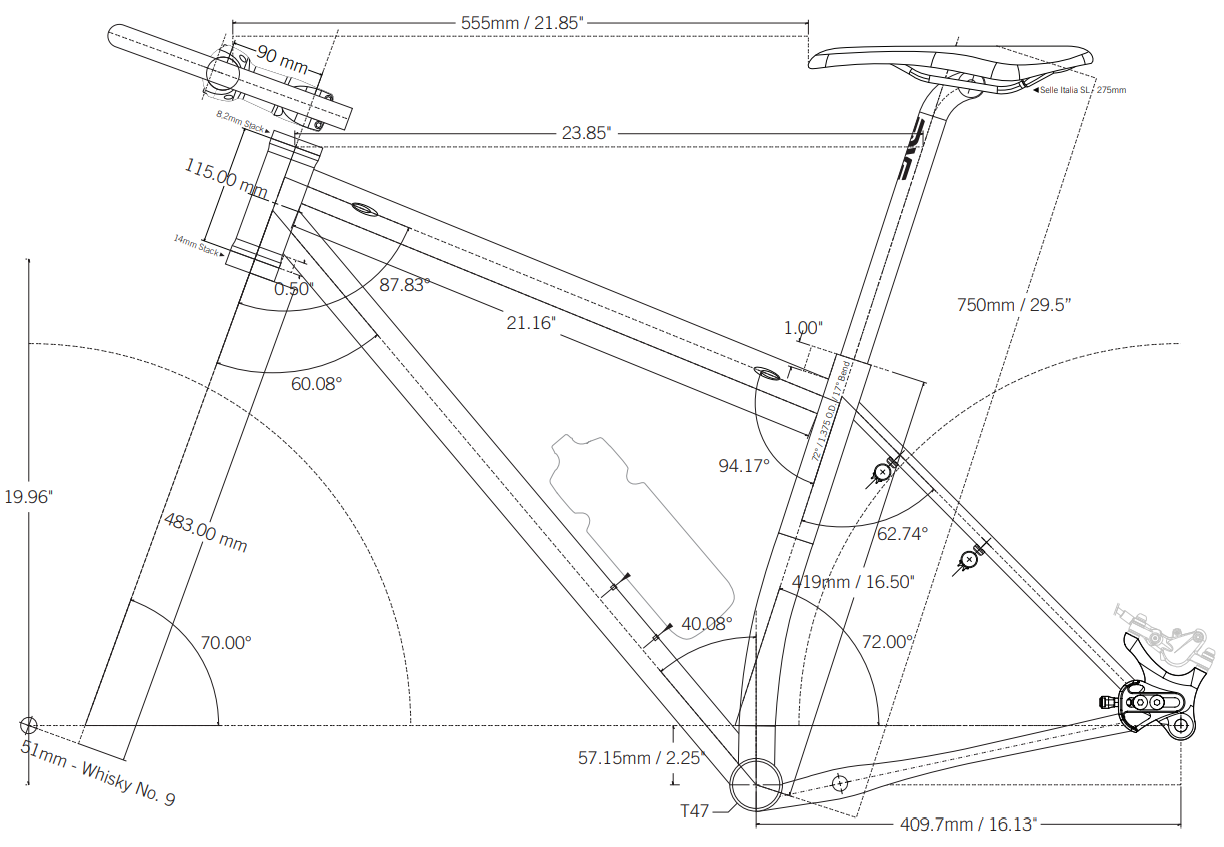 555mm / 21.85"
90 mm
Selle Italia SL - 275mm
8.2mm Stack
23.85"
115.00 mm
14mm Stack
0.50"
87.83°
21.16"
1.00"
750mm / 29.5”
60.08°
72° / 1.375 O.D. / 17° Bend
94.17°
19.96"
483.00 mm
62.74°
419mm / 16.50"
40.08°
70.00°
72.00°
51mm - Whisky No. 9
57.15mm / 2.25"
T47
409.7mm / 16.13"